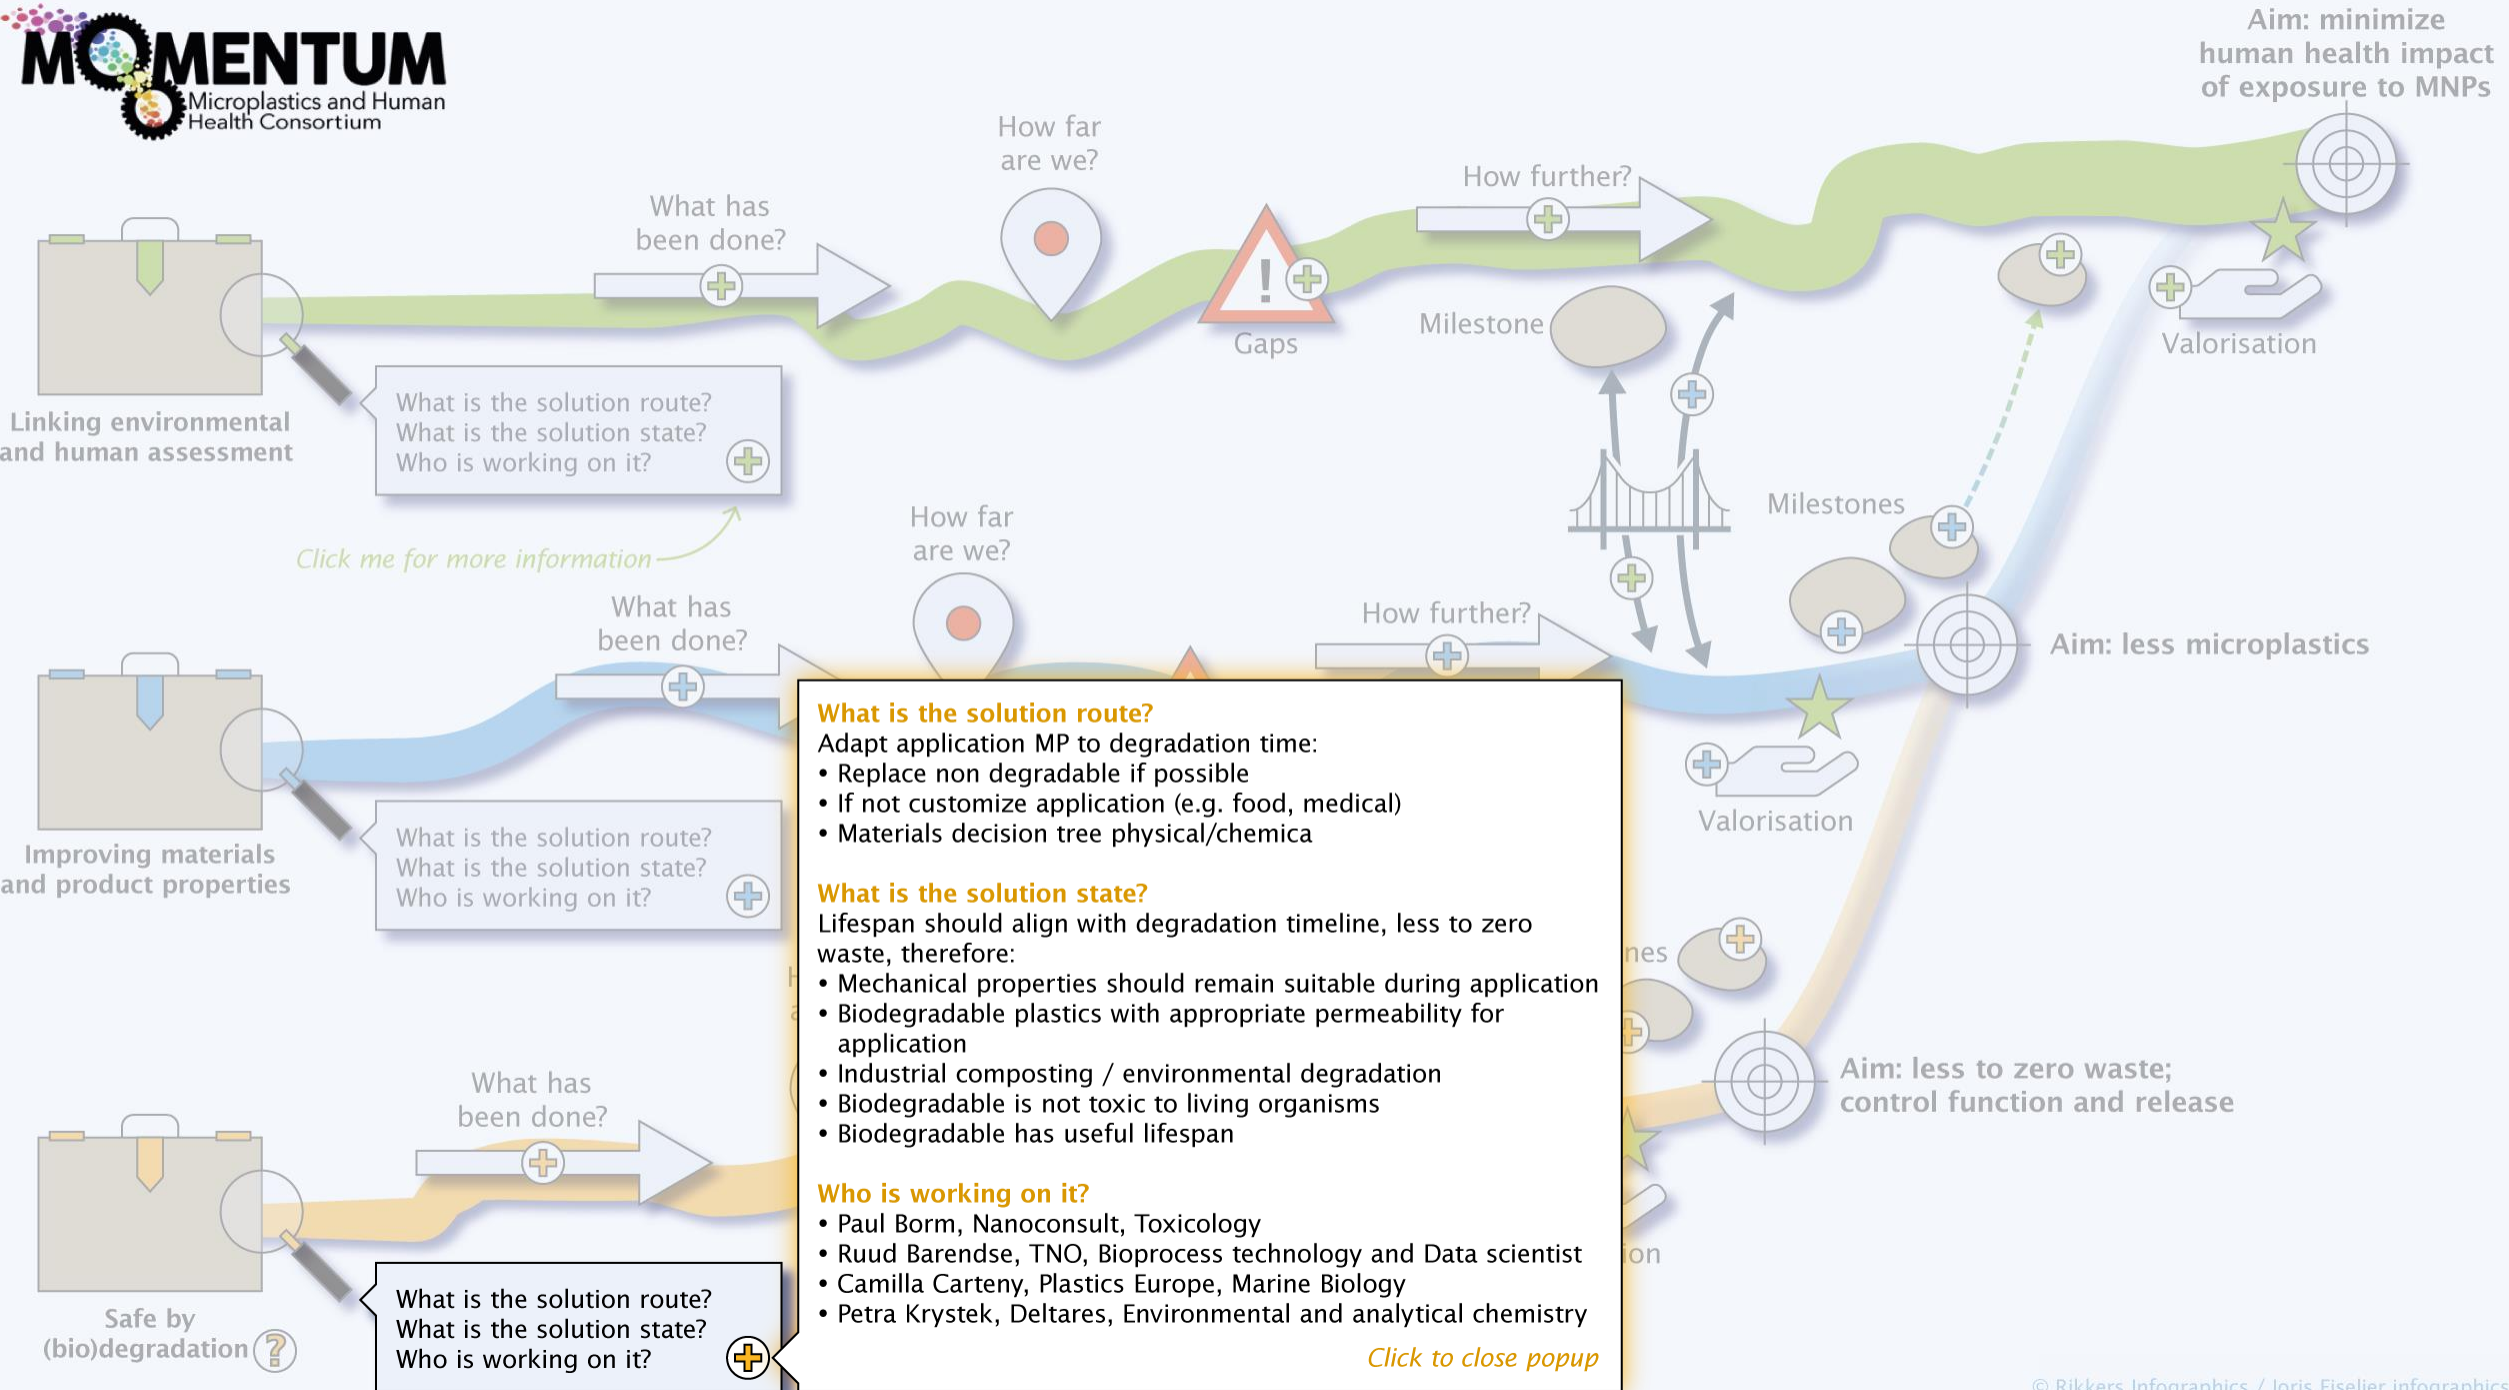 MOMENTUM
Microplastics and Human
Health Consortium
Aim: minimize
human health impact
of exposure to MNPs
How far
are we?
How further?
What has
been done?
!
Gaps
Milestone
Valorisation
Linking environmental
and human assessment
What is the solution route?
What is the solution state?
Who is working on it?
Click me for more information
Milestones
How far
are we?
What has
been done?
How further?
Aim: less microplastics
Valorisation
Improving materials
and product properties
What is the solution route?
What is the solution state?
Who is working on it?
What is the solution route?
Adapt application MP to degradation time:
• Replace non degradable if possible
• If not customize application (e.g. food, medical)
• Materials decision tree physical/chemica
What is the solution state?
Lifespan should align with degradation timeline, less to zero
waste, therefore:
• Mechanical properties should remain suitable during application
• Biodegradable plastics with appropriate permeability for
application
• Industrial composting / environmental degradation
• Biodegradable is not toxic to living organisms
• Biodegradable has useful lifespan
Who is working on it?
• Paul Borm, Nanoconsult, Toxicology
• Ruud Barendse, TNO, Bioprocess technology and Data scientist
• Camilla Carteny, Plastics Europe, Marine Biology
• Petra Krystek, Deltares, Environmental and analytical chemistry
Click to close popup
nes
ion
Aim: less to zero waste;
control function and release
What has
been done?
Safe by
(bio)degradation ?
What is the solution route?
What is the solution state?
Who is working on it?
© Rikkers Infographics / Joris Fiselier infographics